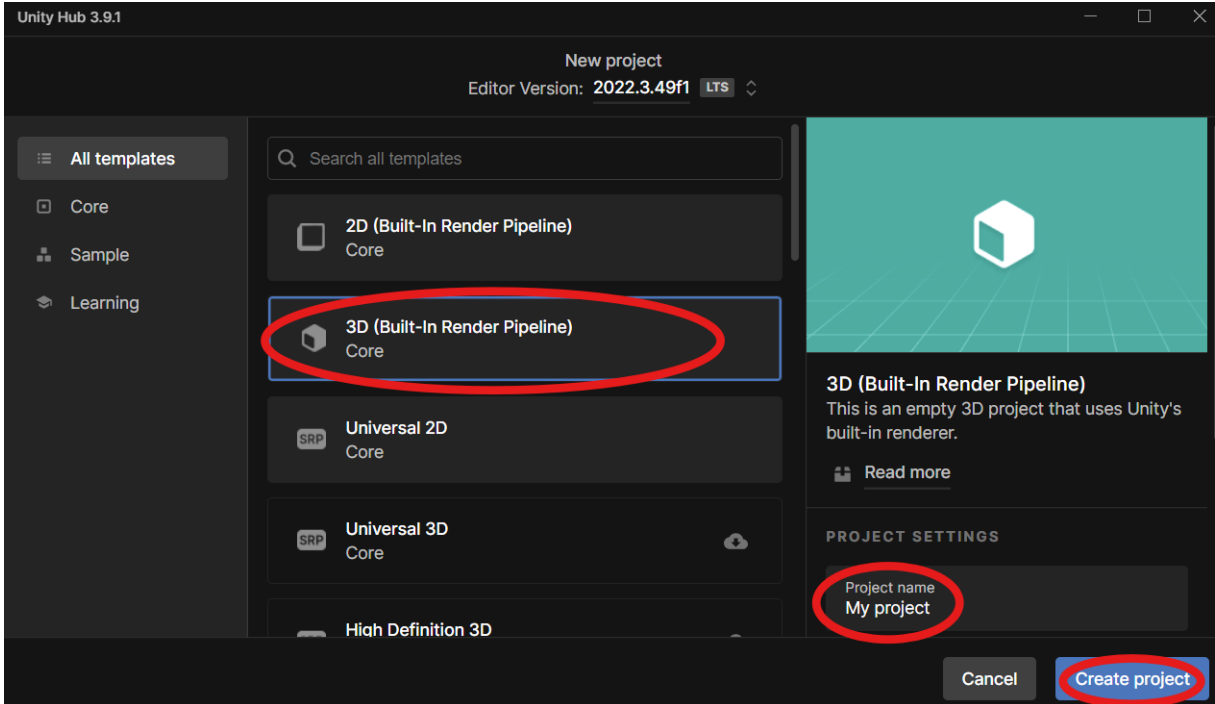 Unity Hub 3.9.1
New project
Editor Version: 2022.3.49f1 LTS
All templates
Core
Sample
Learning
Search all templates
2D (Built-In Render Pipeline)
Core
3D (Built-In Render Pipeline)
Core
SRP
Universal 2D
Core
SRP
Universal 3D
Core
High Definition 3D
3D (Built-In Render Pipeline)
This is an empty 3D project that uses Unity's
built-in renderer.
Read more
PROJECT SETTINGS
Project name
My project
Cancel
Create project